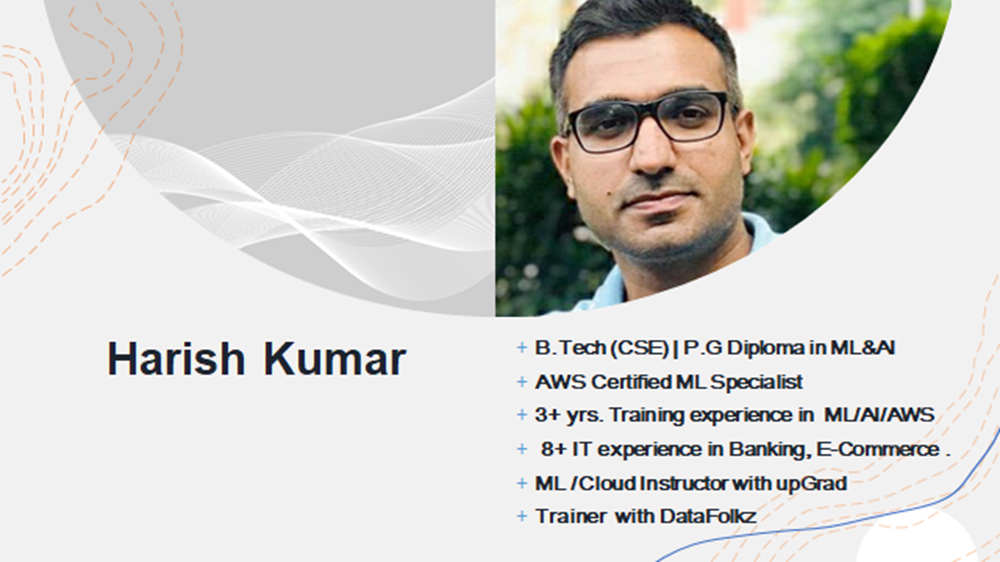 Harish Kumar
+ B.Tech (CSE) | P.G Diploma in ML&AI
+ AWS Certified ML Specialist
+ 3+ yrs. Training experience in ML/AI/AWS
+ 8+ IT experience in Banking, E-Commerce .
+ ML /Cloud Instructor with upGrad
+ Trainer with DataFolkz